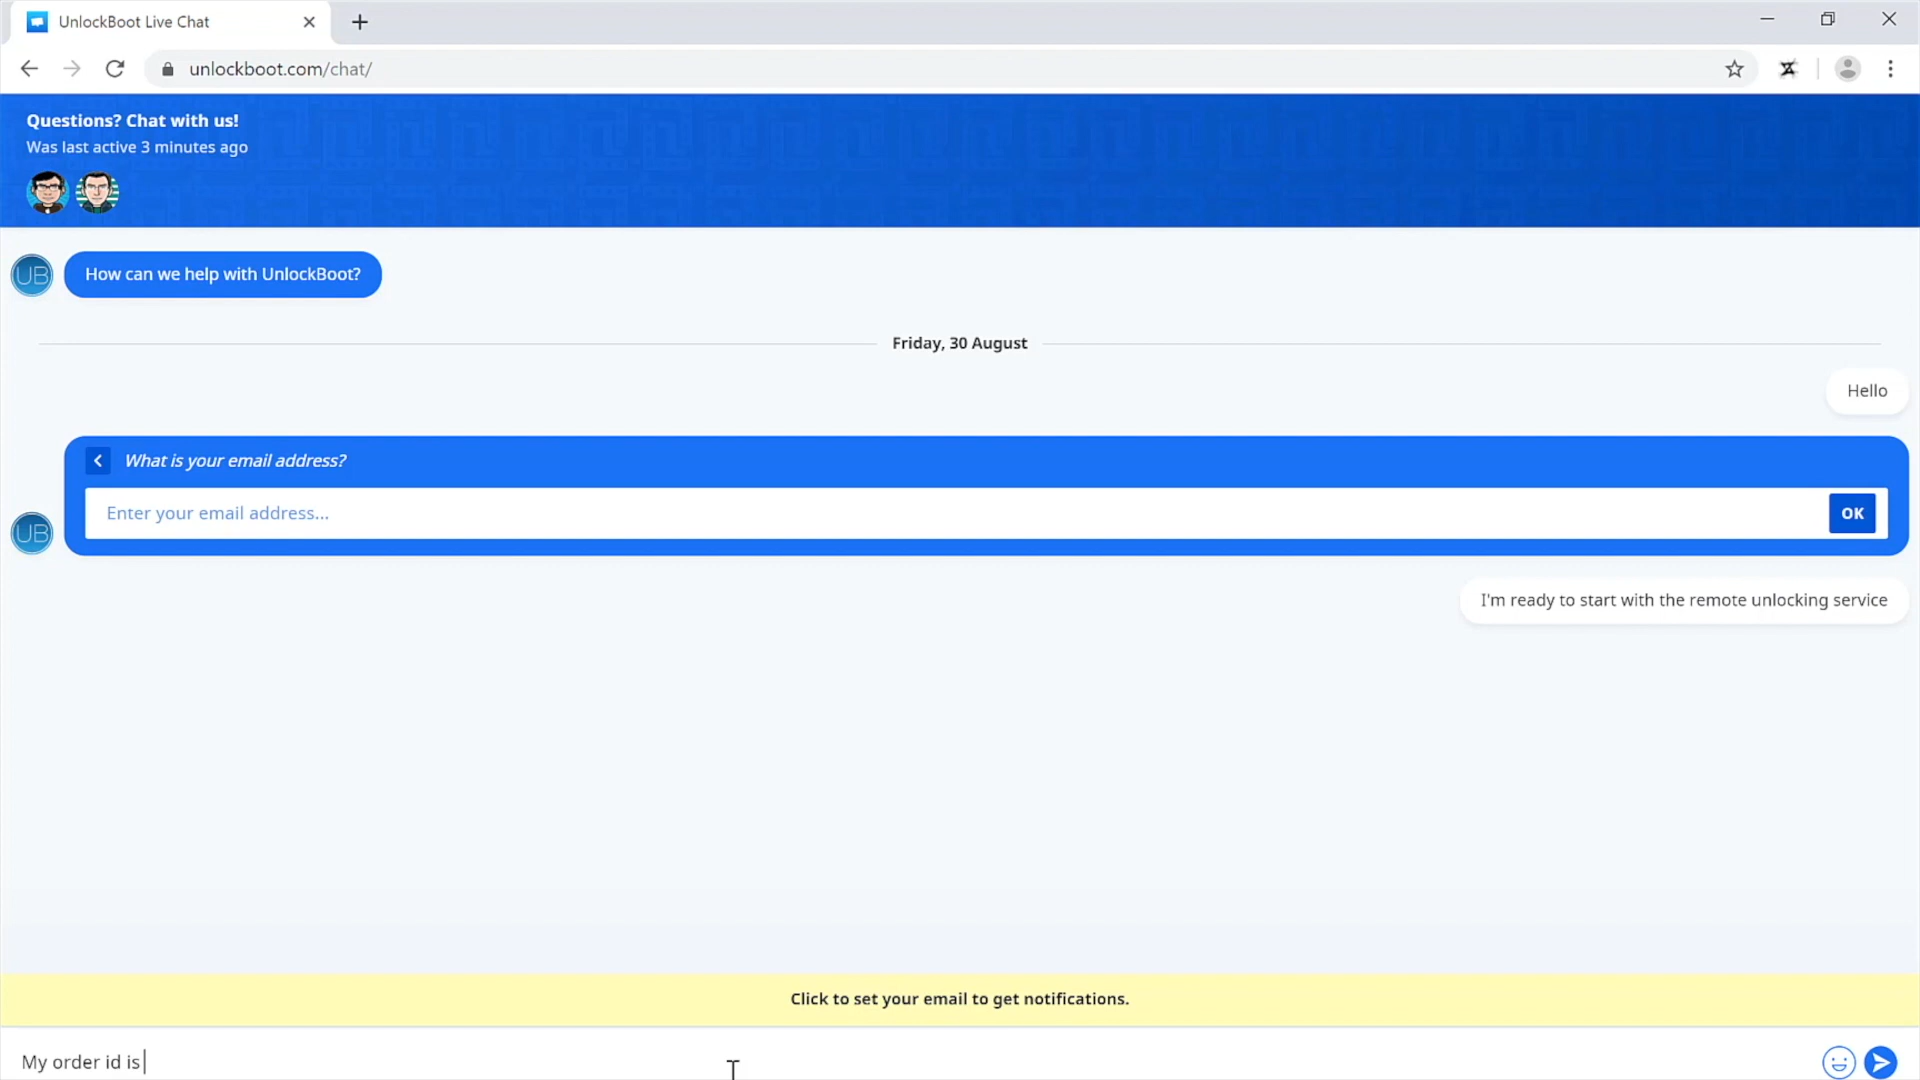 UnlockBoot Live Chat
unlockboot.com/chat/
Questions? Chat with us!
Was last active 3 minutes ago
UB
How can we help with UnlockBoot?
Friday, 30 August
Hello
What is your email address?
Enter your email address...
OK
UB
I'm ready to start with the remote unlocking service
Click to set your email to get notifications.
My order id is